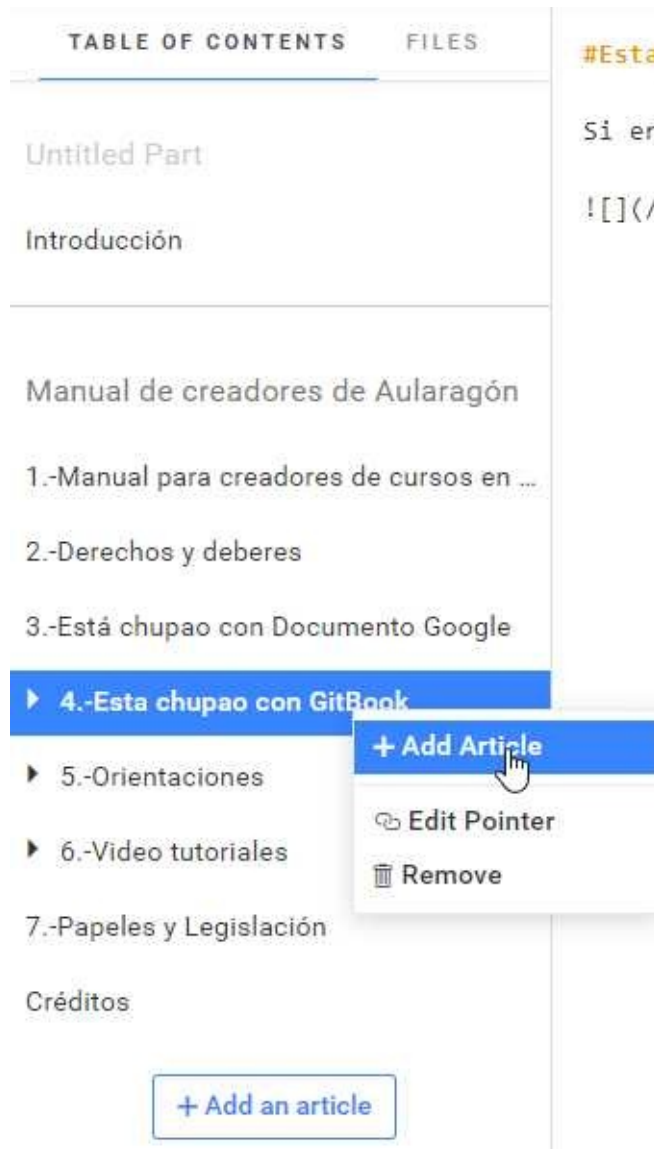 TABLE OF CONTENTS FILES
Untitled Part
Introducción
Manual de creadores de Aularagón
1.-Manual para creadores de cursos en ...
2.-Derechos y deberes
3.-Está chupao con Documento Google
4.-Esta chupao con GitBook
+ Add Article
5.-Orientaciones
Edit Pointer
6.-Video tutoriales
Remove
7.-Papeles y Legislación
Créditos
+ Add an article
#Esta
Si en
![](/